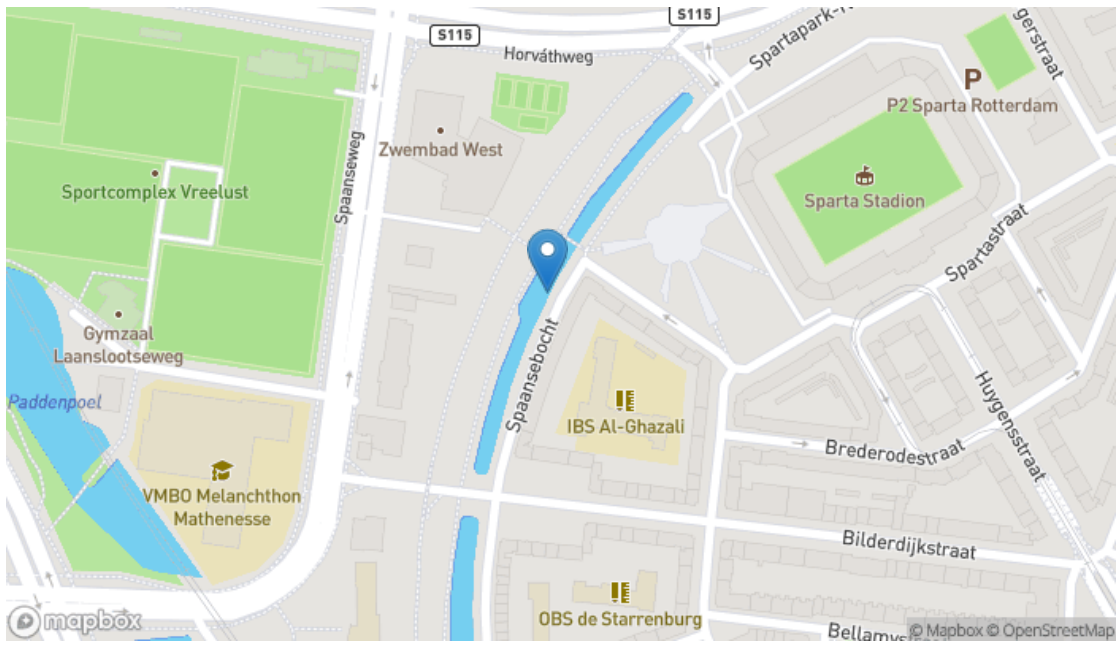 S115
S115
Horváthweg
Spartapark-
gerstraat
P
P2 Sparta Rotterdam
Zwembad West
Spaanseweg
Sportcomplex Vreelust
Sparta Stadion
Spartastraat
Gymzaal
Laanslootseweg
Spaansebocht
Paddenpoel
IBS Al-Ghazali
Huygensstraat
Brederodestraat
VMBO Melanchthon
Mathenesse
Bilderdijkstraat
OBS de Starrenburg
mapbox
© Mapbox © OpenStreetMap